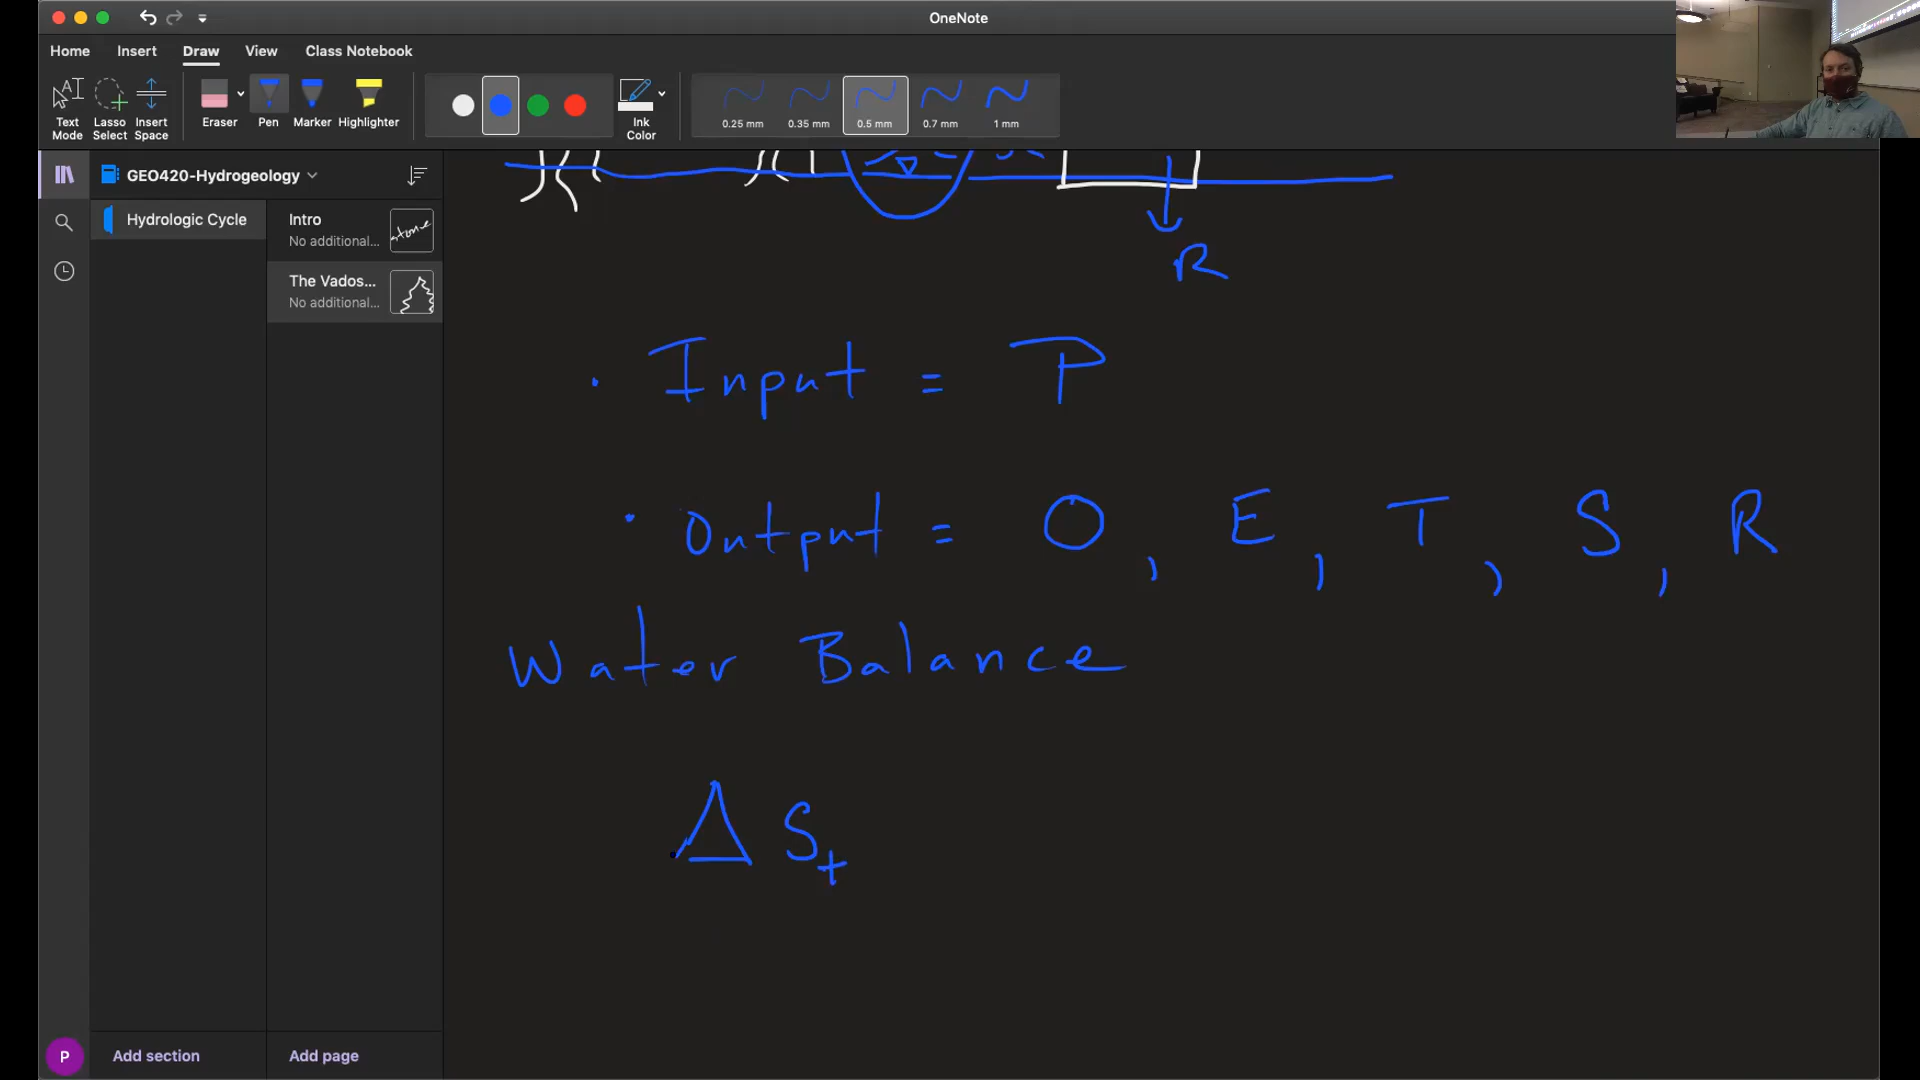 OneNote
Home Insert Draw View Class Notebook
Text Mode
Lasso Select
Insert Space
Eraser
Pen
Marker
Highlighter
Ink Color
0.25 mm
0.35 mm
0.5 mm
0.7 mm
1 mm
GEO420-Hydrogeology
Hydrologic Cycle
Intro
No additional...
The Vados...
No additional...
R
· Input = P
· Output = O, E, T, S, R
Water Balance
Δ St
P
Add section
Add page